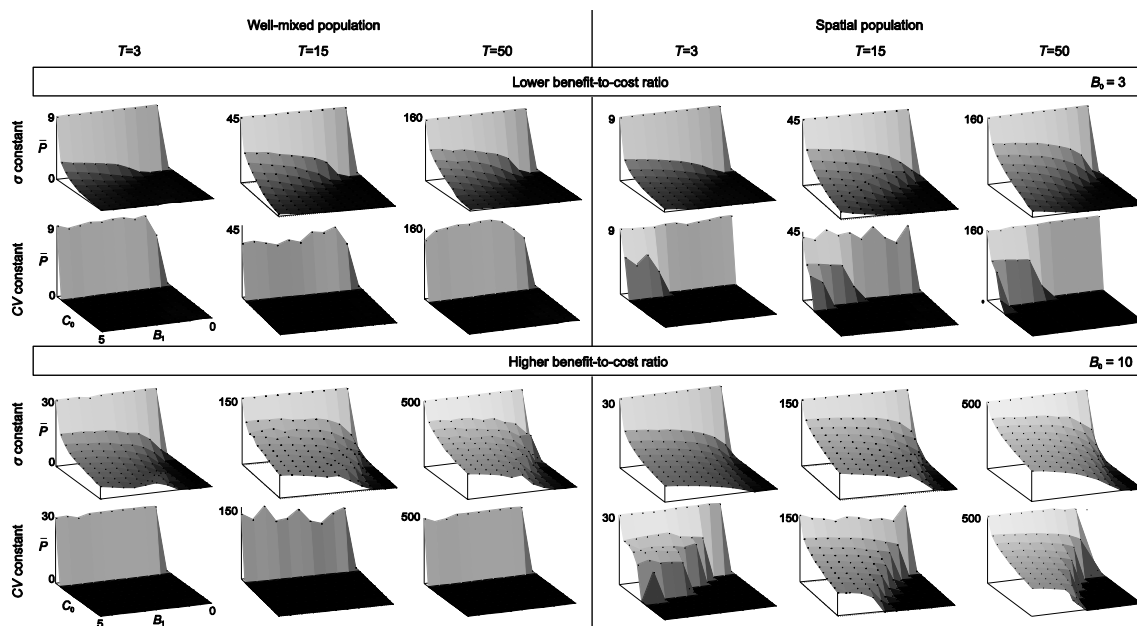 Well-mixed population Spatial population
T=3 T=15 T=50 T=3 T=15 T=50
Lower benefit-to-cost ratio B₀ = 3
σ constant P̄ 9 0 45 160 9 45 160
CV constant P̄ 9 0 45 160 9 45 160
C₀ 5 B₁ 0
Higher benefit-to-cost ratio B₀ = 10
σ constant P̄ 30 0 150 500 30 150 500
CV constant P̄ 30 0 150 500 30 150 500
C₀ 5 B₁ 0